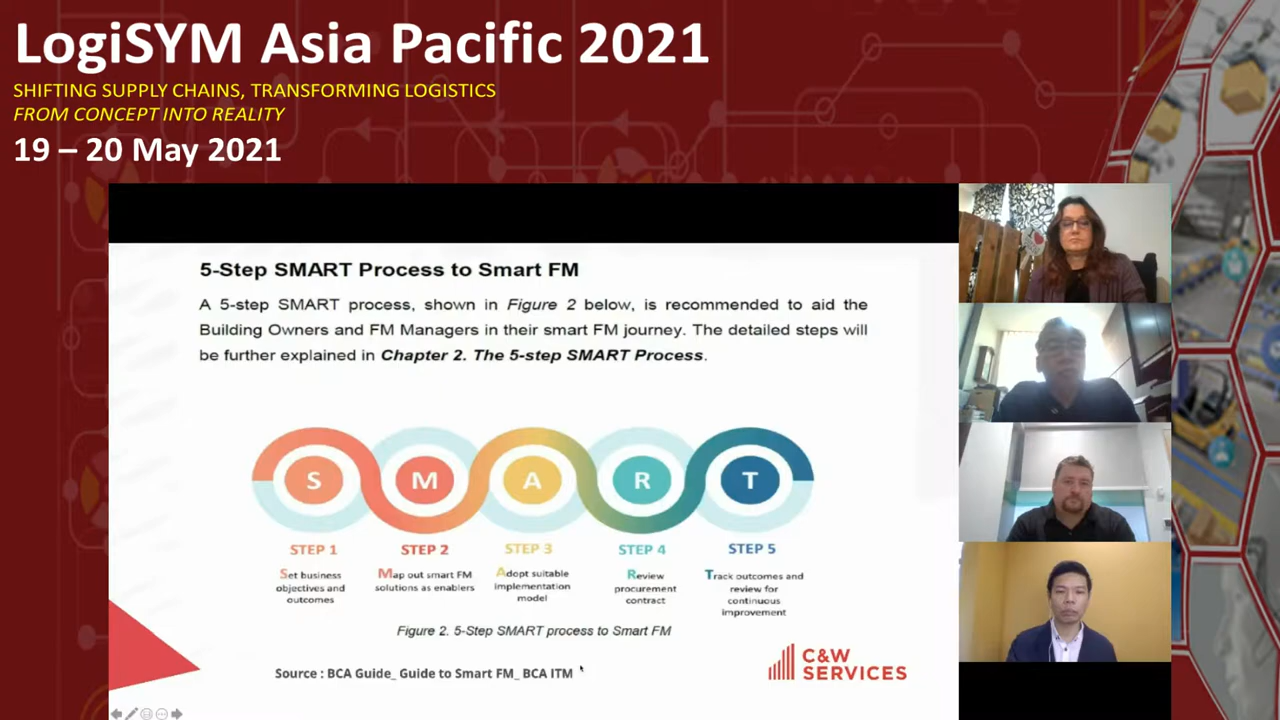 LogiSYM Asia Pacific 2021
SHIFTING SUPPLY CHAINS, TRANSFORMING LOGISTICS
FROM CONCEPT INTO REALITY
19 – 20 May 2021
5-Step SMART Process to Smart FM
A 5-step SMART process, shown in Figure 2 below, is recommended to aid the
Building Owners and FM Managers in their smart FM journey. The detailed steps will
be further explained in Chapter 2. The 5-step SMART Process.
S M A R T
STEP 1
Set business
objectives and
outcomes
STEP 2
Map out smart FM
solutions as enablers
STEP 3
Adopt suitable
implementation
model
STEP 4
Review
procurement
contract
STEP 5
Track outcomes and
review for
continuous
improvement
Figure 2. 5-Step SMART process to Smart FM
Source : BCA Guide_ Guide to Smart FM_ BCA ITM
C&W
SERVICES